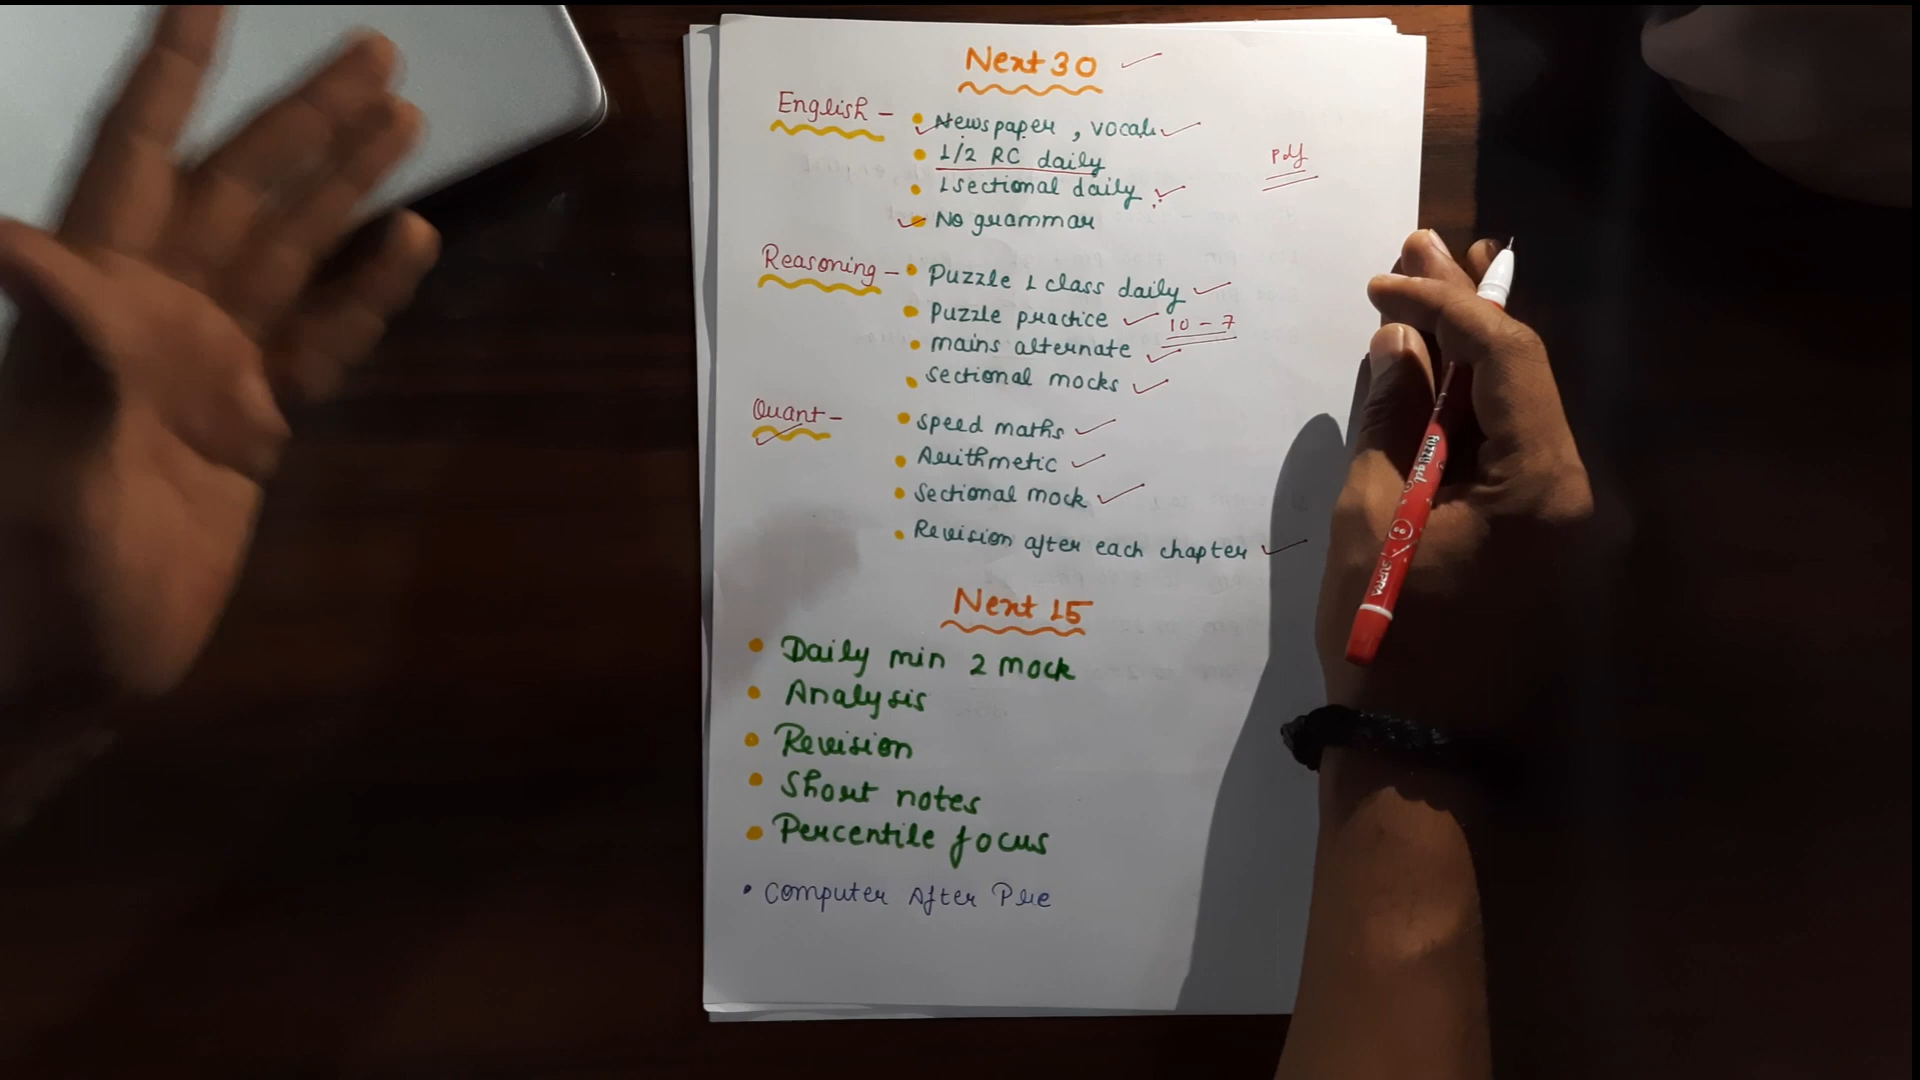 Next 30
English - Newspaper, vocab
1/2 RC daily
Pdf
1 sectional daily
No grammar
Reasoning - Puzzle 1 class daily
Puzzle practice
10 - 7
mains alternate
sectional mocks
Quant - speed maths
Arithmetic
sectional mock
Revision after each chapter
Next 15
Daily min 2 mock
Analysis
Revision
Short notes
Percentile focus
Computer After Pre